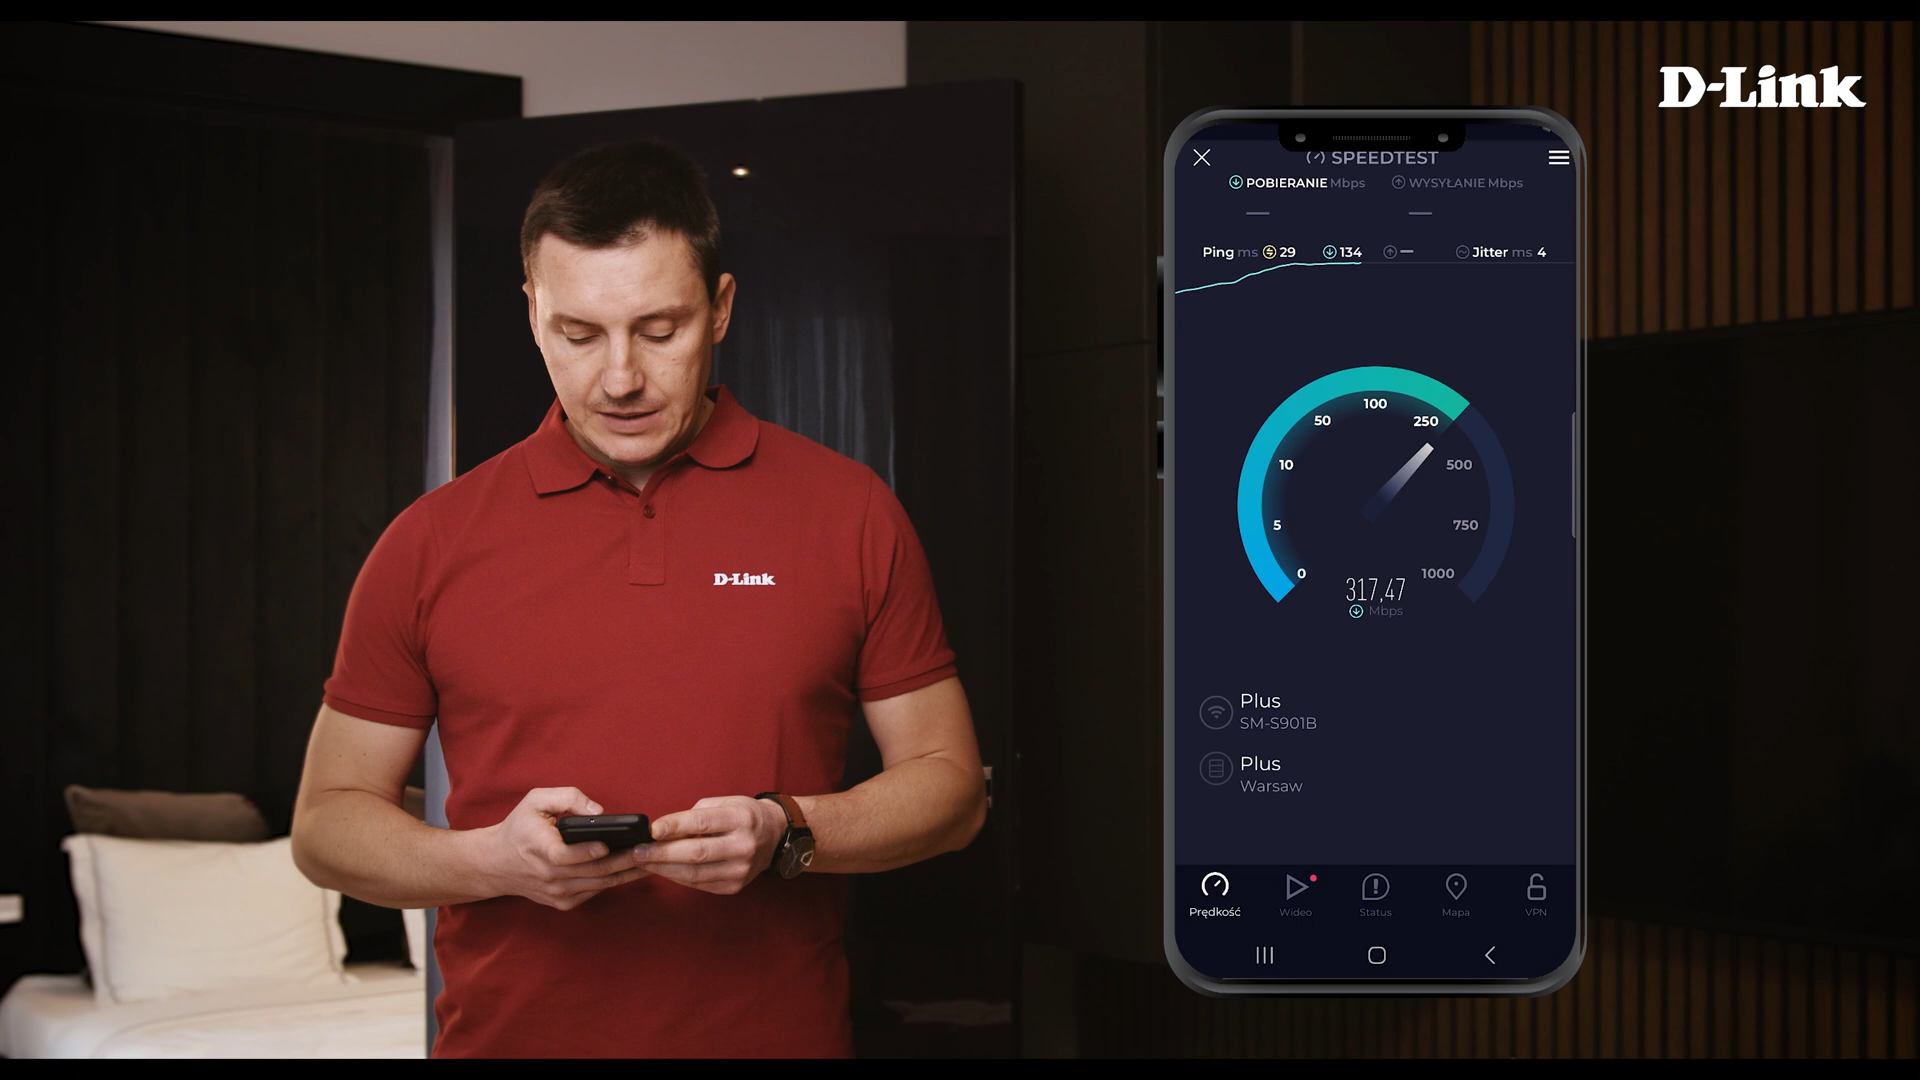 D-Link
SPEEDTEST
POBIERANIE Mbps WYSYŁANIE Mbps
Ping ms 29 134 Jitter ms 4
0
5
10
50
100
250
500
750
1000
317,47
Mbps
Plus
SM-S901B
Plus
Warsaw
Prędkość Wideo Status Mapa VPN
D-Link